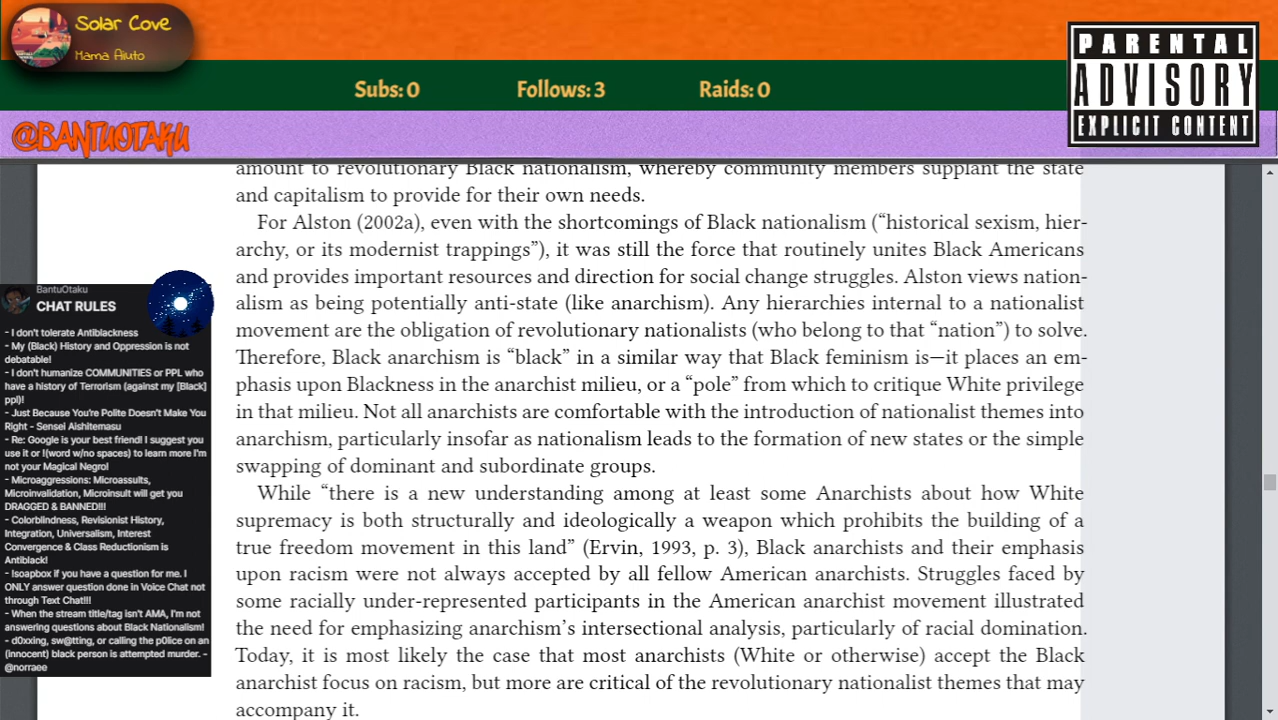 Solar Cove
Mama Aiuto
Subs: 0
Follows: 3
Raids: 0
PARENTAL
ADVISORY
EXPLICIT CONTENT
@BANTUOTAKU
amount to revolutionary Black nationalism, whereby community members supplant the state
and capitalism to provide for their own needs.
For Alston (2002a), even with the shortcomings of Black nationalism (“historical sexism, hier-
archy, or its modernist trappings”), it was still the force that routinely unites Black Americans
and provides important resources and direction for social change struggles. Alston views nation-
alism as being potentially anti-state (like anarchism). Any hierarchies internal to a nationalist
movement are the obligation of revolutionary nationalists (who belong to that “nation”) to solve.
Therefore, Black anarchism is “black” in a similar way that Black feminism is—it places an em-
phasis upon Blackness in the anarchist milieu, or a “pole” from which to critique White privilege
in that milieu. Not all anarchists are comfortable with the introduction of nationalist themes into
anarchism, particularly insofar as nationalism leads to the formation of new states or the simple
swapping of dominant and subordinate groups.
While “there is a new understanding among at least some Anarchists about how White
supremacy is both structurally and ideologically a weapon which prohibits the building of a
true freedom movement in this land” (Ervin, 1993, p. 3), Black anarchists and their emphasis
upon racism were not always accepted by all fellow American anarchists. Struggles faced by
some racially under-represented participants in the American anarchist movement illustrated
the need for emphasizing anarchism’s intersectional analysis, particularly of racial domination.
Today, it is most likely the case that most anarchists (White or otherwise) accept the Black
anarchist focus on racism, but more are critical of the revolutionary nationalist themes that may
accompany it.
BantuOtaku
CHAT RULES
- I don't tolerate Antiblackness
- My (Black) History and Oppression is not
debatable!
- I don't humanize COMMUNITIES or PPL who
have a history of Terrorism (against my [Black]
ppl)!
- Just Because You're Polite Doesn't Make You
Right - Sensei Aishitemasu
- Re: Google is your best friend! I suggest you
use it or !(word w/no spaces) to learn more I'm
not your Magical Negro!
- Microaggressions: Microassults,
Microinvalidation, Microinsult will get you
DRAGGED & BANNED!!!
- Colorblindness, Revisionist History,
Integration, Universalism, Interest
Convergence & Class Reductionism is
Antiblack!
- !soapbox if you have a question for me. I
ONLY answer question done in Voice Chat not
through Text Chat!!!
- When the stream title/tag isn't AMA, I'm not
answering questions about Black Nationalism!
- d0xxing, sw@tting, or calling the p0lice on an
(innocent) black person is attempted murder. -
@norraee